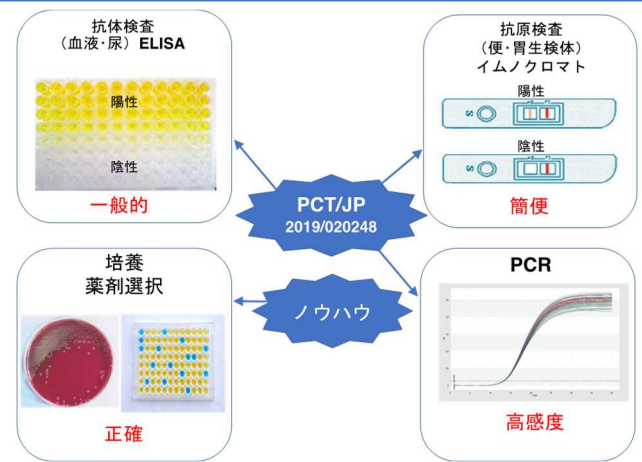 抗体検査
（血液・尿）ELISA
陽性
陰性
一般的
抗原検査
（便・胃生検体）
イムノクロマト
陽性
S
陰性
S
簡便
PCT/JP
2019/020248
ノウハウ
培養
薬剤選択
正確
PCR
高感度